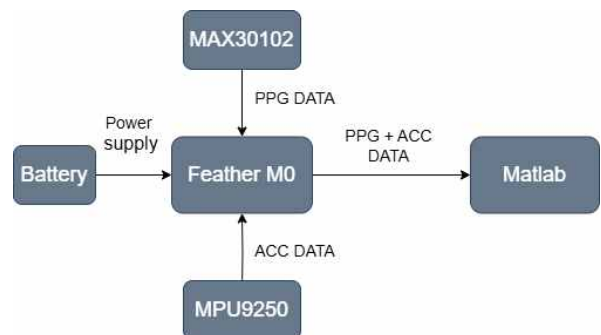 MAX30102
PPG DATA
Power
supply
PPG + ACC
DATA
Battery
Feather M0
Matlab
ACC DATA
MPU9250